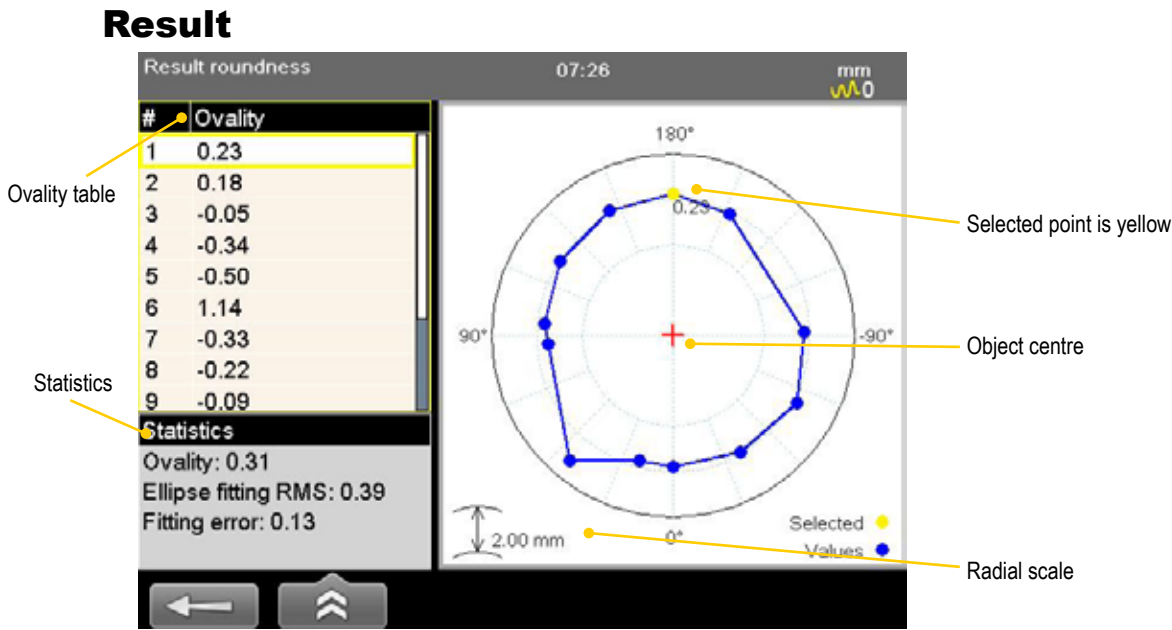 Result
Result roundness 07:26 mm
0
# Ovality
1 0.23
2 0.18
3 -0.05
4 -0.34
5 -0.50
6 1.14
7 -0.33
8 -0.22
9 -0.09
Statistics
Ovality: 0.31
Ellipse fitting RMS: 0.39
Fitting error: 0.13
180°
0.23
90°
-90°
0°
2.00 mm
Selected
Values
Ovality table
Statistics
Selected point is yellow
Object centre
Radial scale